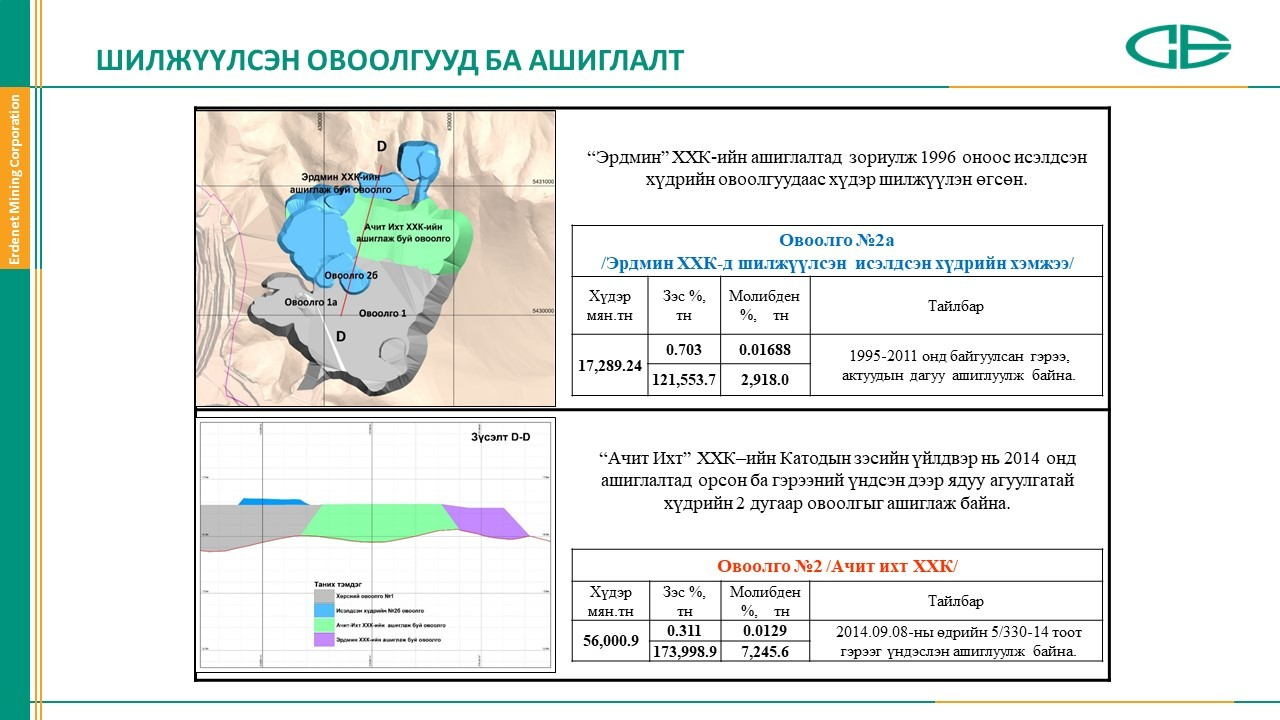 ШИЛЖҮҮЛСЭН ОВООЛГУУД БА АШИГЛАЛТ
Erdenet Mining Corporation
438000
439000
5431000
5430000
D
Эрдмин ХХК-ийн
ашиглаж буй овоолго
Ачит Ихт ХХК-ийн
ашиглаж буй овоолго
Овоолго 2б
Овоолго 1а
Овоолго 1
D
“Эрдмин” ХХК-ийн ашиглалтад зориулж 1996 оноос исэлдсэн
хүдрийн овоолгуудаас хүдэр шилжүүлэн өгсөн.
Овоолго №2а
/Эрдмин ХХК-д шилжүүлсэн исэлдсэн хүдрийн хэмжээ/
Хүдэр
мян.тн
Зэс %,
тн
Молибден
%, тн
Тайлбар
17,289.24
0.703
0.01688
121,553.7
2,918.0
1995-2011 онд байгуулсан гэрээ,
актуудын дагуу ашиглуулж байна.
Зүсэлт D-D
Таних тэмдэг
Хөрсний овоолго №1
Исэлдсэн хүдрийн №2б овоолго
Ачит-Ихт ХХК-ийн ашиглаж буй овоолго
Эрдмин ХХК-ийн ашиглаж буй овоолго
“Ачит Ихт” ХХК–ийн Катодын зэсийн үйлдвэр нь 2014 онд
ашиглалтад орсон ба гэрээний үндсэн дээр ядуу агуулгатай
хүдрийн 2 дугаар овоолгыг ашиглаж байна.
Овоолго №2 /Ачит ихт ХХК/
Хүдэр
мян.тн
Зэс %,
тн
Молибден
%, тн
Тайлбар
56,000.9
0.311
0.0129
173,998.9
7,245.6
2014.09.08-ны өдрийн 5/330-14 тоот
гэрээг үндэслэн ашиглуулж байна.